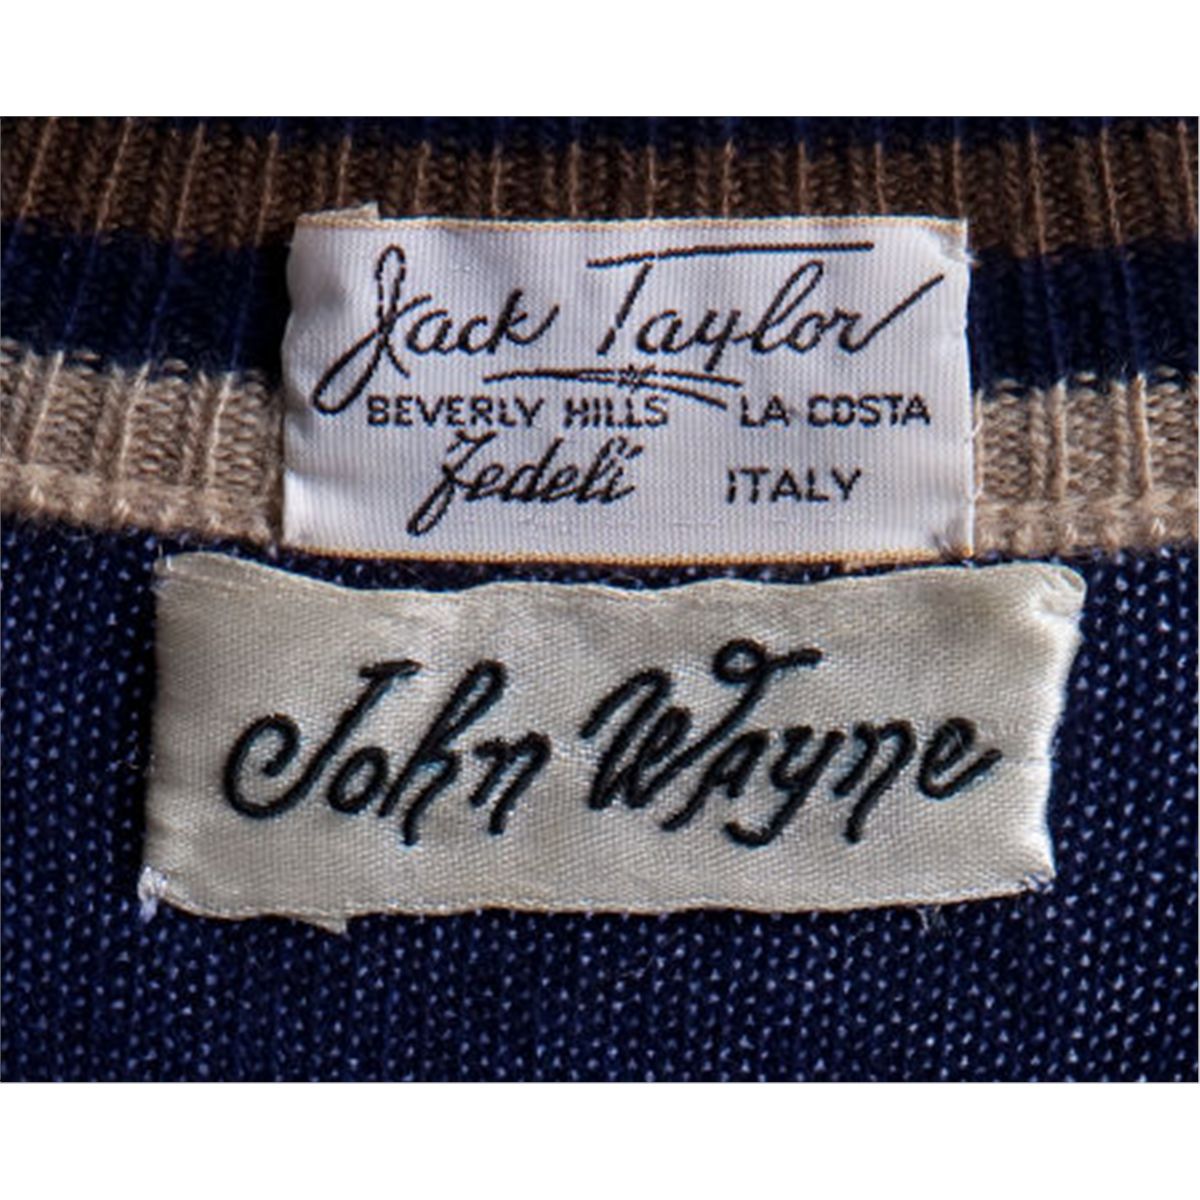 Jack Taylor
BEVERLY HILLS LA COSTA
Fedeli ITALY
John Wayne